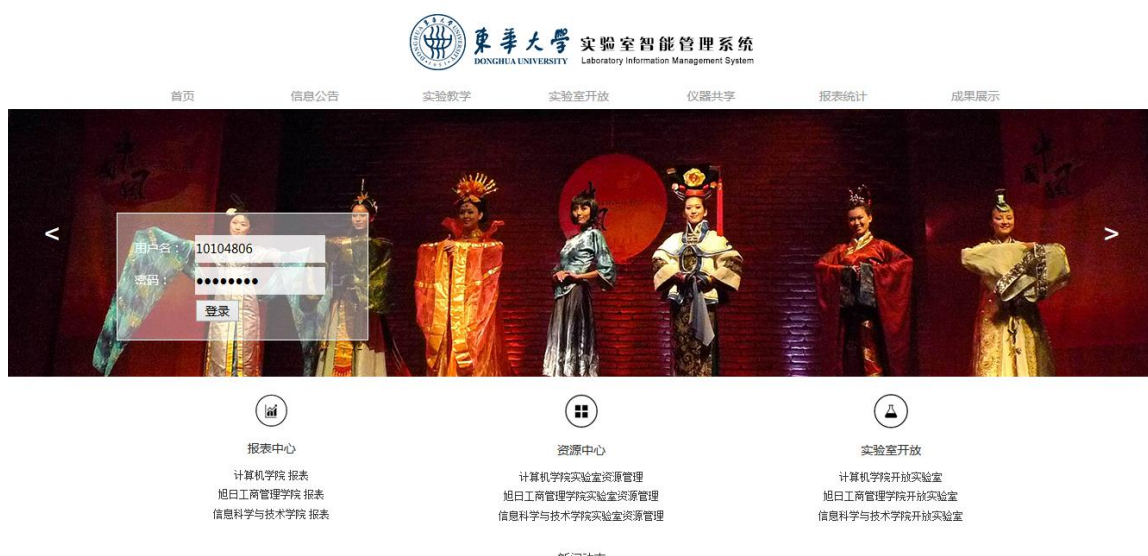 東華大學 实验室智能管理系统
DONGHUA UNIVERSITY Laboratory Information Management System
首页 信息公告 实验教学 实验室开放 仪器共享 报表统计 成果展示
<
>
用户名： 10104806
密码： ●●●●●●●●
登录
报表中心 资源中心 实验室开放
计算机学院 报表 计算机学院实验室资源管理 计算机学院开放实验室
旭日工商管理学院 报表 旭日工商管理学院实验室资源管理 旭日工商管理学院开放实验室
信息科学与技术学院 报表 信息科学与技术学院实验室资源管理 信息科学与技术学院开放实验室